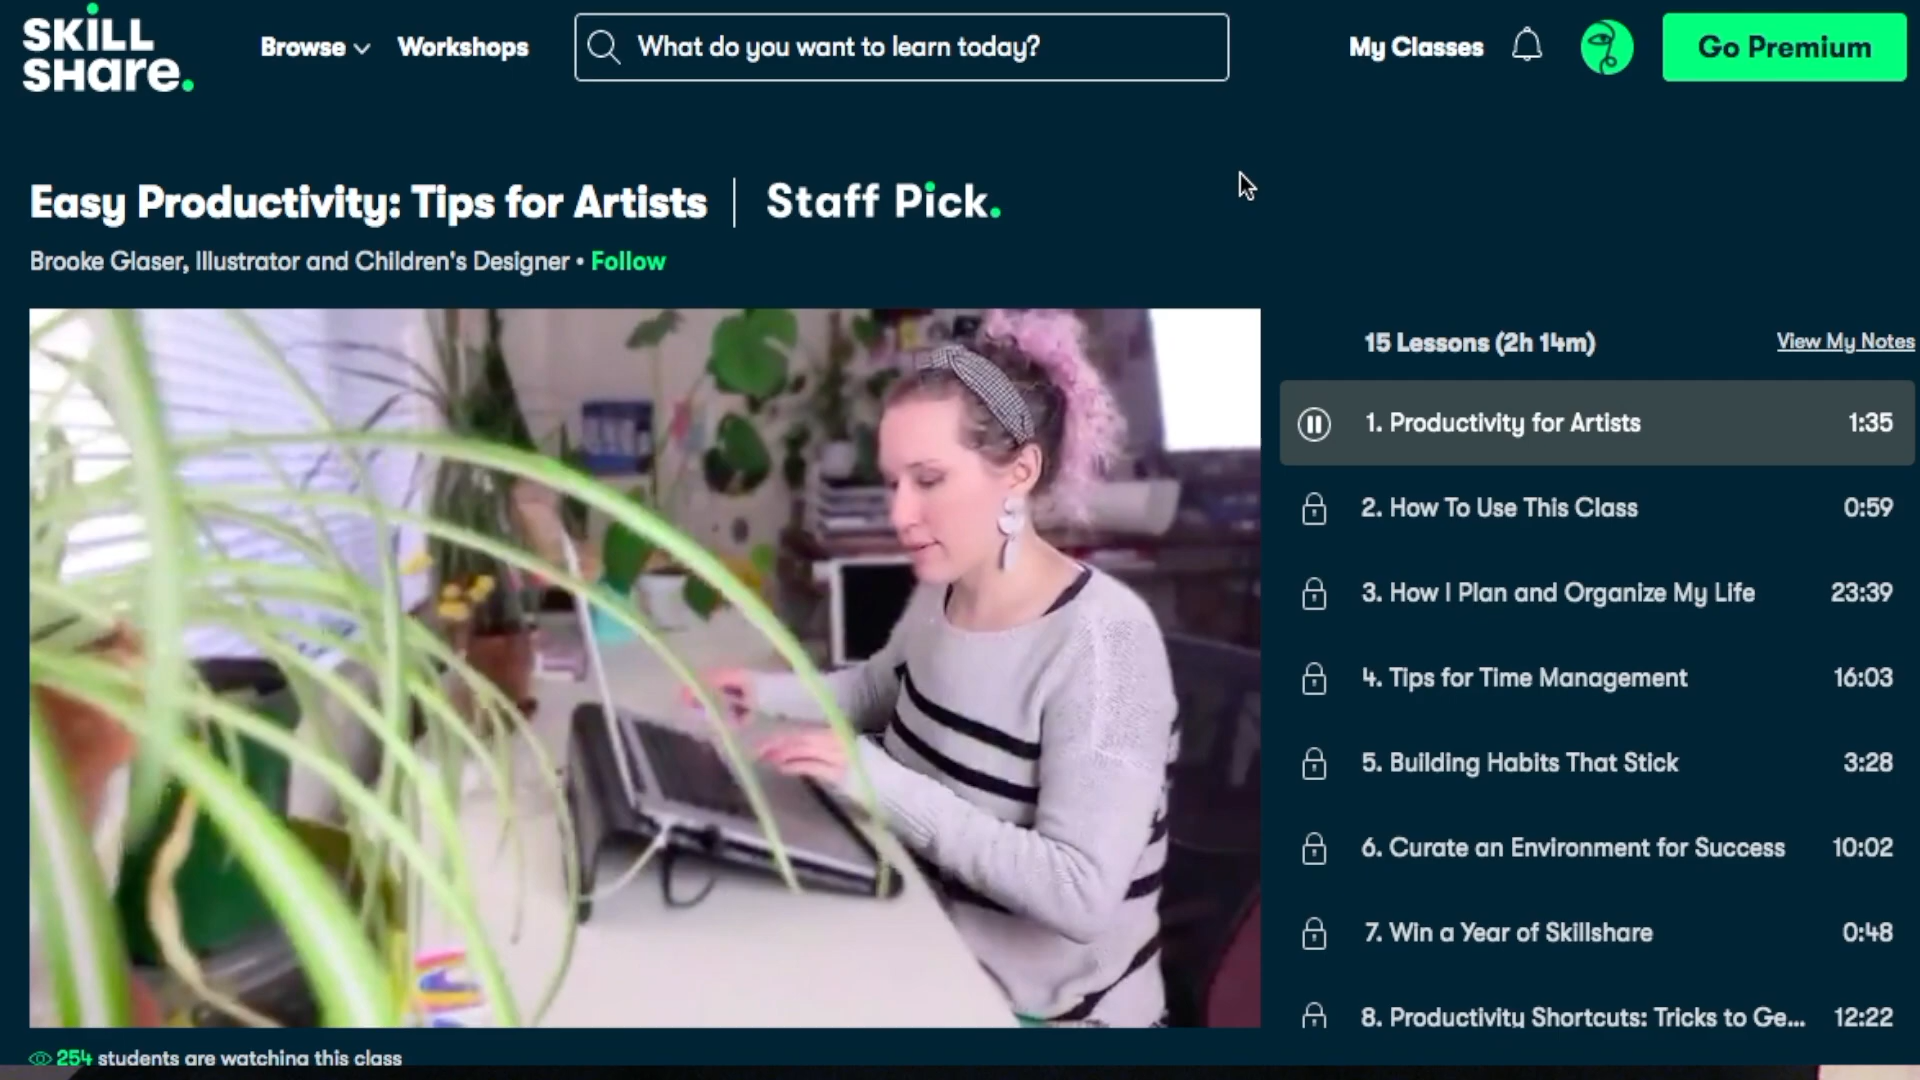 SKILL
SHare.
Browse
Workshops
What do you want to learn today?
My Classes
Go Premium
Easy Productivity: Tips for Artists | Staff Pick.
Brooke Glaser, Illustrator and Children's Designer • Follow
15 Lessons (2h 14m)
View My Notes
1. Productivity for Artists 1:35
2. How To Use This Class 0:59
3. How I Plan and Organize My Life 23:39
4. Tips for Time Management 16:03
5. Building Habits That Stick 3:28
6. Curate an Environment for Success 10:02
7. Win a Year of Skillshare 0:48
8. Productivity Shortcuts: Tricks to Ge... 12:22
254 students are watching this class